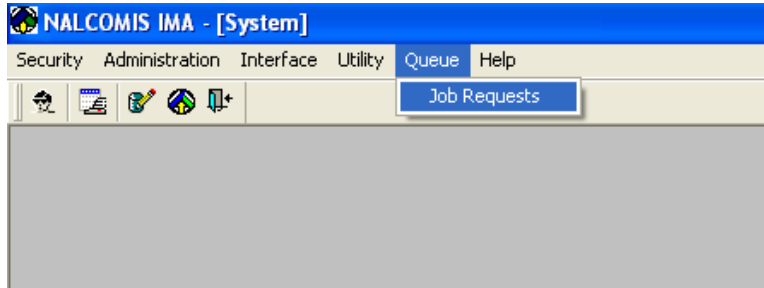 NALCOMIS IMA - [System]
Security Administration Interface Utility Queue Help
Job Requests